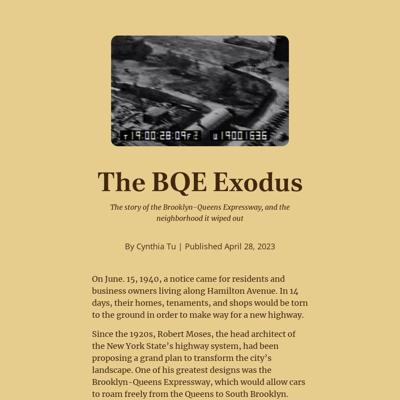 19:00:28:09
19001636
The BQE Exodus
The story of the Brooklyn-Queens Expressway, and the
neighborhood it wiped out
By Cynthia Tu | Published April 28, 2023
On June. 15, 1940, a notice came for residents and
business owners living along Hamilton Avenue. In 14
days, their homes, tenaments, and shops would be torn
to the ground in order to make way for a new highway.
Since the 1920s, Robert Moses, the head architect of
the New York State's highway system, had been
proposing a grand plan to transform the city's
landscape. One of his greatest designs was the
Brooklyn-Queens Expressway, which would allow cars
to roam freely from the Queens to South Brooklyn.